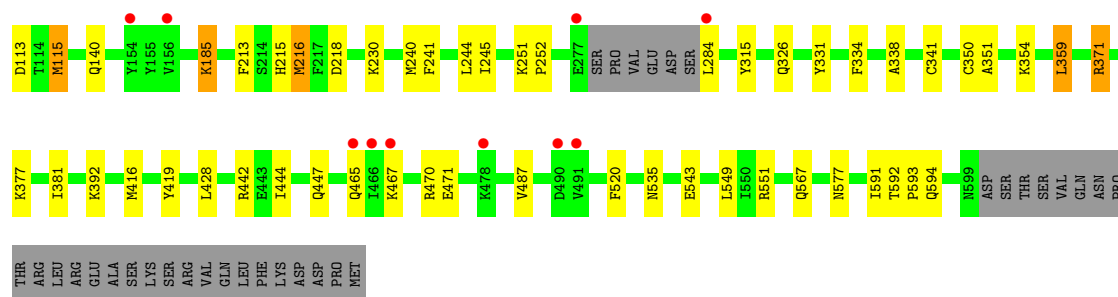 D113 T114 M115 Q140 Y154 Y155 V156 K185 F213 S214 H215 M216 F217 D218 K230 M240 F241 L244 I245 K251 P252 E277 SER PRO VAL GLU ASP SER L284 Y315 Q326 Y331 F334 A338 C341 C350 A351 K354 L359 R371
K377 I381 K392 M416 Y419 L428 R442 E443 I444 Q447 Q465 I466 K467 R470 E471 K478 V487 D490 V491 F520 N535 E543 L549 I550 R551 Q567 N577 I591 T592 P593 Q594 N599 ASP SER THR SER VAL GLN ASN PRO
THR ARG LEU ARG GLU ALA SER LYS SER ARG VAL GLN LEU PHE LYS ASP ASP PRO MET